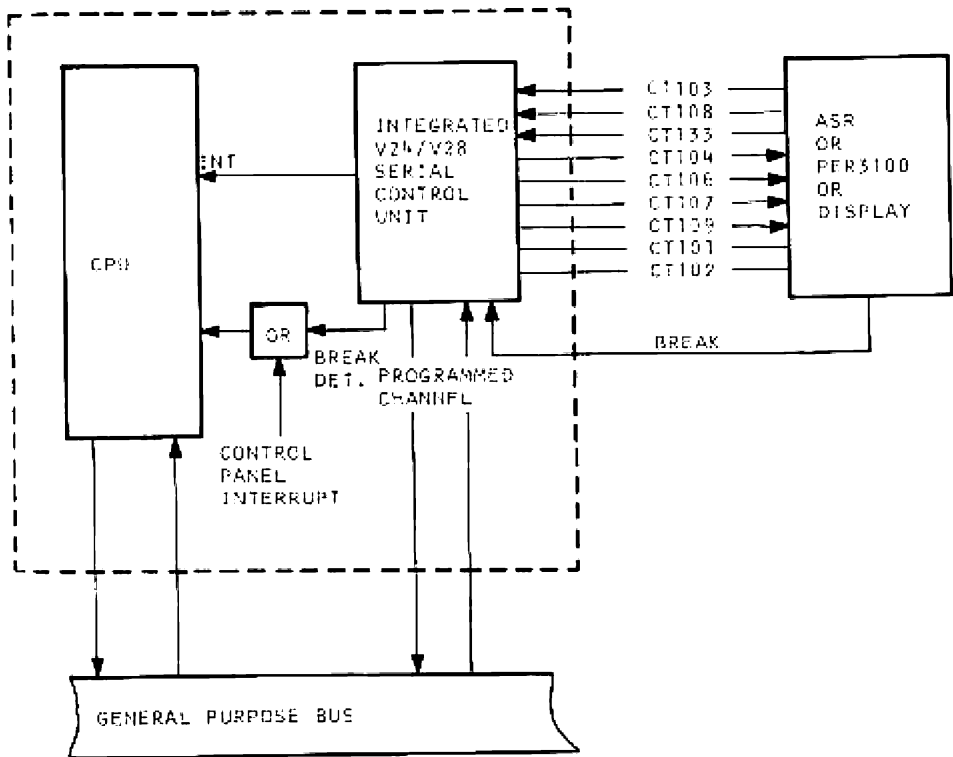 INTEGRATED
V24/V28
SERIAL
CONTROL
UNIT
CT103
CT108
CT133
CT104
CT106
CT107
CT109
CT101
CT102
ASR
OR
PER3100
OR
DISPLAY
CPU
OR
BREAK
DET.
PROGRAMMED
CHANNEL
BREAK
CONTROL
PANEL
INTERRUPT
GENERAL PURPOSE BUS